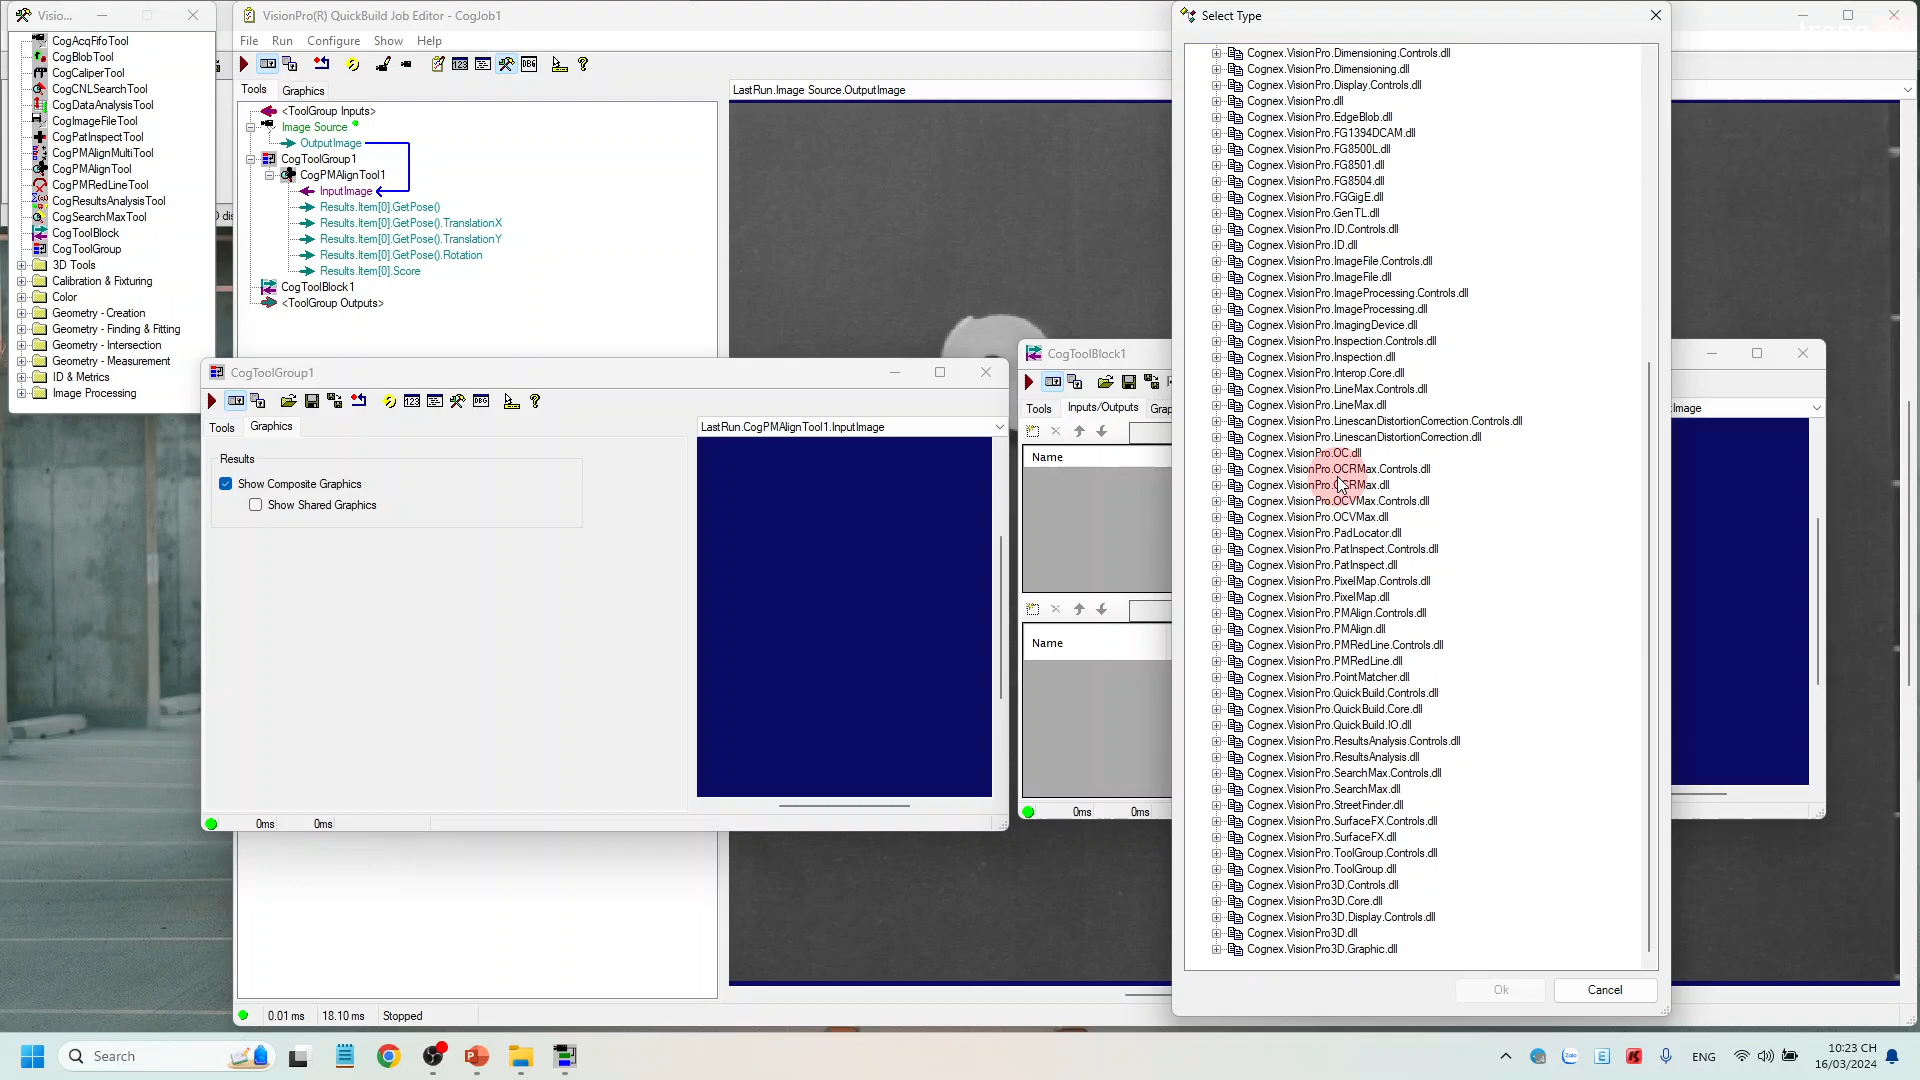 Visio...
CogAcqFifoTool
CogBlobTool
CogCaliperTool
CogCNLSearchTool
CogDataAnalysisTool
CogImageFileTool
CogPatInspectTool
CogPMAlignMultiTool
CogPMAlignTool
CogPMRedLineTool
CogResultsAnalysisTool
CogSearchMaxTool
CogToolBlock
CogToolGroup
3D Tools
Calibration & Fixturing
Color
Geometry - Creation
Geometry - Finding & Fitting
Geometry - Intersection
Geometry - Measurement
ID & Metrics
Image Processing
VisionPro(R) QuickBuild Job Editor - CogJob1
File Run Configure Show Help
Tools Graphics
<ToolGroup Inputs>
Image Source
OutputImage
CogToolGroup1
CogPMAlignTool1
InputImage
Results.Item[0].GetPose()
Results.Item[0].GetPose().TranslationX
Results.Item[0].GetPose().TranslationY
Results.Item[0].GetPose().Rotation
Results.Item[0].Score
CogToolBlock1
<ToolGroup Outputs>
LastRun.Image Source.OutputImage
0.01 ms 18.10 ms Stopped
CogToolGroup1
Tools Graphics
Results
Show Composite Graphics
Show Shared Graphics
LastRun.CogPMAlignTool1.InputImage
0ms 0ms
CogToolBlock1
Tools Inputs/Outputs Grap
Name
Name
0ms 0ms
Image
Select Type
Cognex.VisionPro.Dimensioning.Controls.dll
Cognex.VisionPro.Dimensioning.dll
Cognex.VisionPro.Display.Controls.dll
Cognex.VisionPro.dll
Cognex.VisionPro.EdgeBlob.dll
Cognex.VisionPro.FG1394DCAM.dll
Cognex.VisionPro.FG8500L.dll
Cognex.VisionPro.FG8501.dll
Cognex.VisionPro.FG8504.dll
Cognex.VisionPro.FGGigE.dll
Cognex.VisionPro.GenTL.dll
Cognex.VisionPro.ID.Controls.dll
Cognex.VisionPro.ID.dll
Cognex.VisionPro.ImageFile.Controls.dll
Cognex.VisionPro.ImageFile.dll
Cognex.VisionPro.ImageProcessing.Controls.dll
Cognex.VisionPro.ImageProcessing.dll
Cognex.VisionPro.ImagingDevice.dll
Cognex.VisionPro.Inspection.Controls.dll
Cognex.VisionPro.Inspection.dll
Cognex.VisionPro.Interop.Core.dll
Cognex.VisionPro.LineMax.Controls.dll
Cognex.VisionPro.LineMax.dll
Cognex.VisionPro.LinescanDistortionCorrection.Controls.dll
Cognex.VisionPro.LinescanDistortionCorrection.dll
Cognex.VisionPro.OC.dll
Cognex.VisionPro.OCRMax.Controls.dll
Cognex.VisionPro.OCRMax.dll
Cognex.VisionPro.OCVMax.Controls.dll
Cognex.VisionPro.OCVMax.dll
Cognex.VisionPro.PadLocator.dll
Cognex.VisionPro.PatInspect.Controls.dll
Cognex.VisionPro.PatInspect.dll
Cognex.VisionPro.PixelMap.Controls.dll
Cognex.VisionPro.PixelMap.dll
Cognex.VisionPro.PMAlign.Controls.dll
Cognex.VisionPro.PMAlign.dll
Cognex.VisionPro.PMRedLine.Controls.dll
Cognex.VisionPro.PMRedLine.dll
Cognex.VisionPro.PointMatcher.dll
Cognex.VisionPro.QuickBuild.Controls.dll
Cognex.VisionPro.QuickBuild.Core.dll
Cognex.VisionPro.QuickBuild.IO.dll
Cognex.VisionPro.ResultsAnalysis.Controls.dll
Cognex.VisionPro.ResultsAnalysis.dll
Cognex.VisionPro.SearchMax.Controls.dll
Cognex.VisionPro.SearchMax.dll
Cognex.VisionPro.StreetFinder.dll
Cognex.VisionPro.SurfaceFX.Controls.dll
Cognex.VisionPro.SurfaceFX.dll
Cognex.VisionPro.ToolGroup.Controls.dll
Cognex.VisionPro.ToolGroup.dll
Cognex.VisionPro3D.Controls.dll
Cognex.VisionPro3D.Core.dll
Cognex.VisionPro3D.Display.Controls.dll
Cognex.VisionPro3D.dll
Cognex.VisionPro3D.Graphic.dll
Ok Cancel
Search
ENG
10:23 CH
16/03/2024